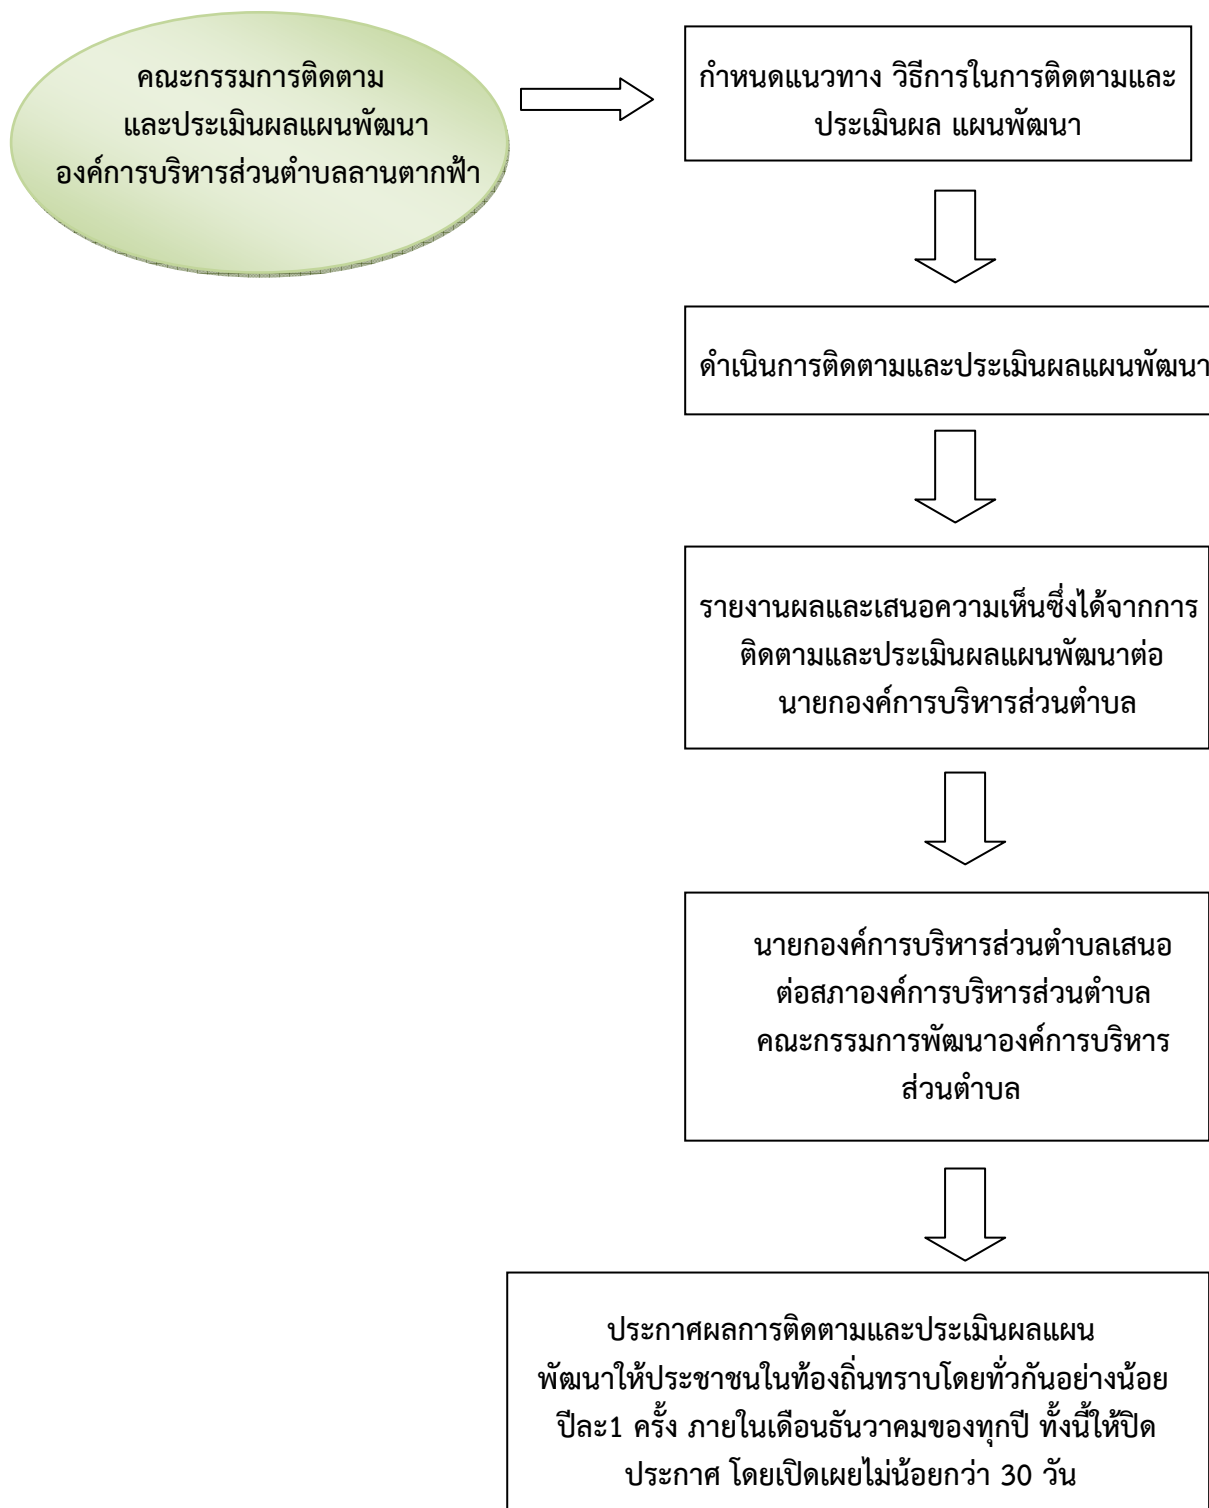 คณะกรรมการติดตาม
และประเมินผลแผนพัฒนา
องค์การบริหารส่วนตำบลลานตากฟ้า
กำหนดแนวทาง วิธีการในการติดตามและ
ประเมินผล แผนพัฒนา
ดำเนินการติดตามและประเมินผลแผนพัฒนา
รายงานผลและเสนอความเห็นซึ่งได้จากการ
ติดตามและประเมินผลแผนพัฒนาต่อ
นายกองค์การบริหารส่วนตำบล
นายกองค์การบริหารส่วนตำบลเสนอ
ต่อสภาองค์การบริหารส่วนตำบล
คณะกรรมการพัฒนาองค์การบริหาร
ส่วนตำบล
ประกาศผลการติดตามและประเมินผลแผน
พัฒนาให้ประชาชนในท้องถิ่นทราบโดยทั่วกันอย่างน้อย
ปีละ1 ครั้ง ภายในเดือนธันวาคมของทุกปี ทั้งนี้ให้ปิด
ประกาศ โดยเปิดเผยไม่น้อยกว่า 30 วัน